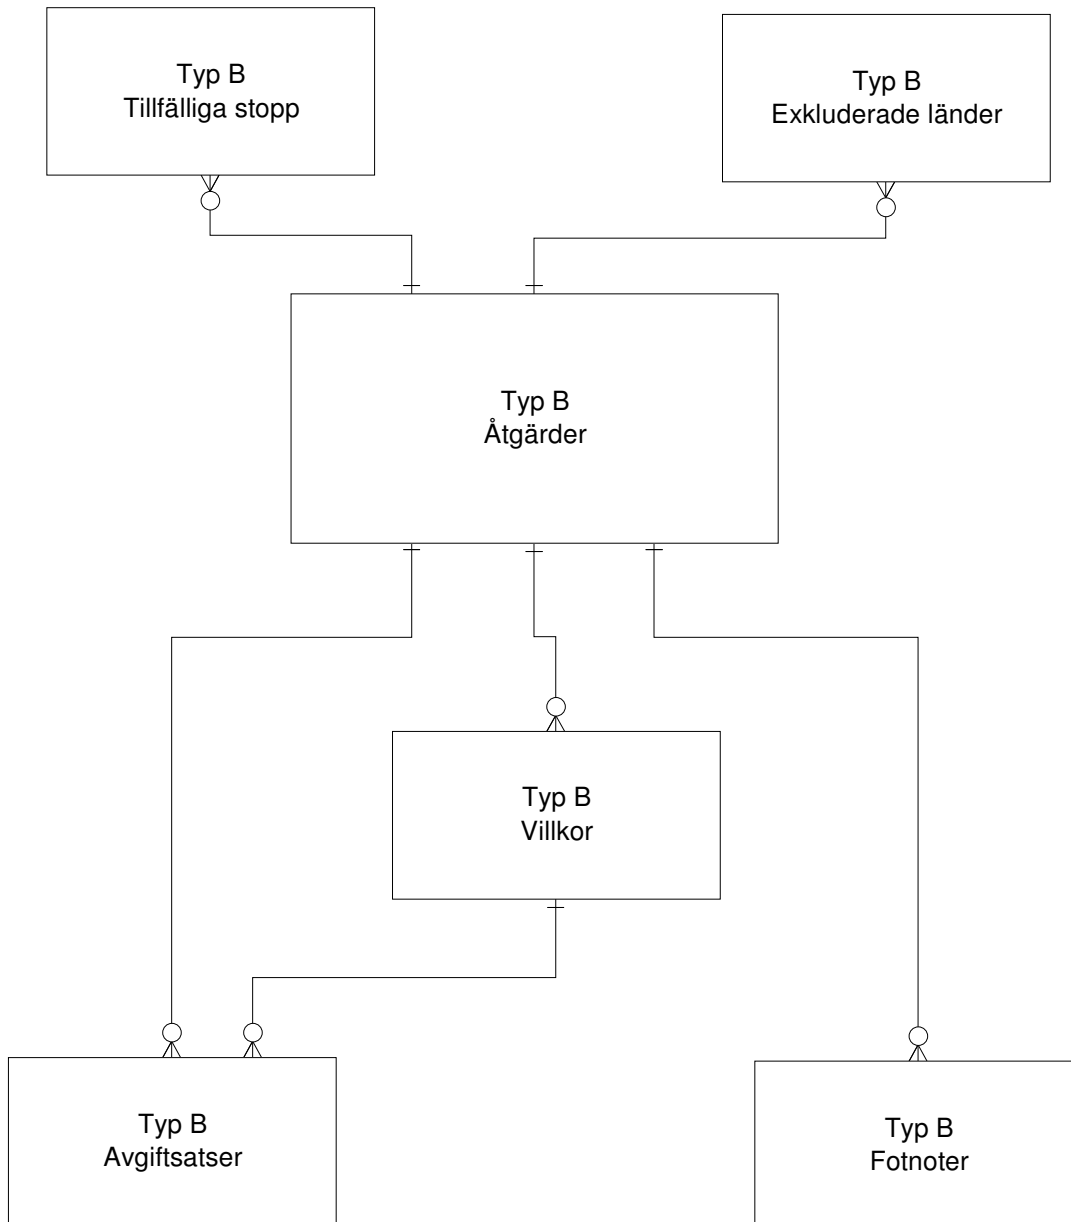 Typ B
Tillfälliga stopp
Typ B
Exkluderade länder
Typ B
Åtgärder
Typ B
Villkor
Typ B
Avgiftsatser
Typ B
Fotnoter